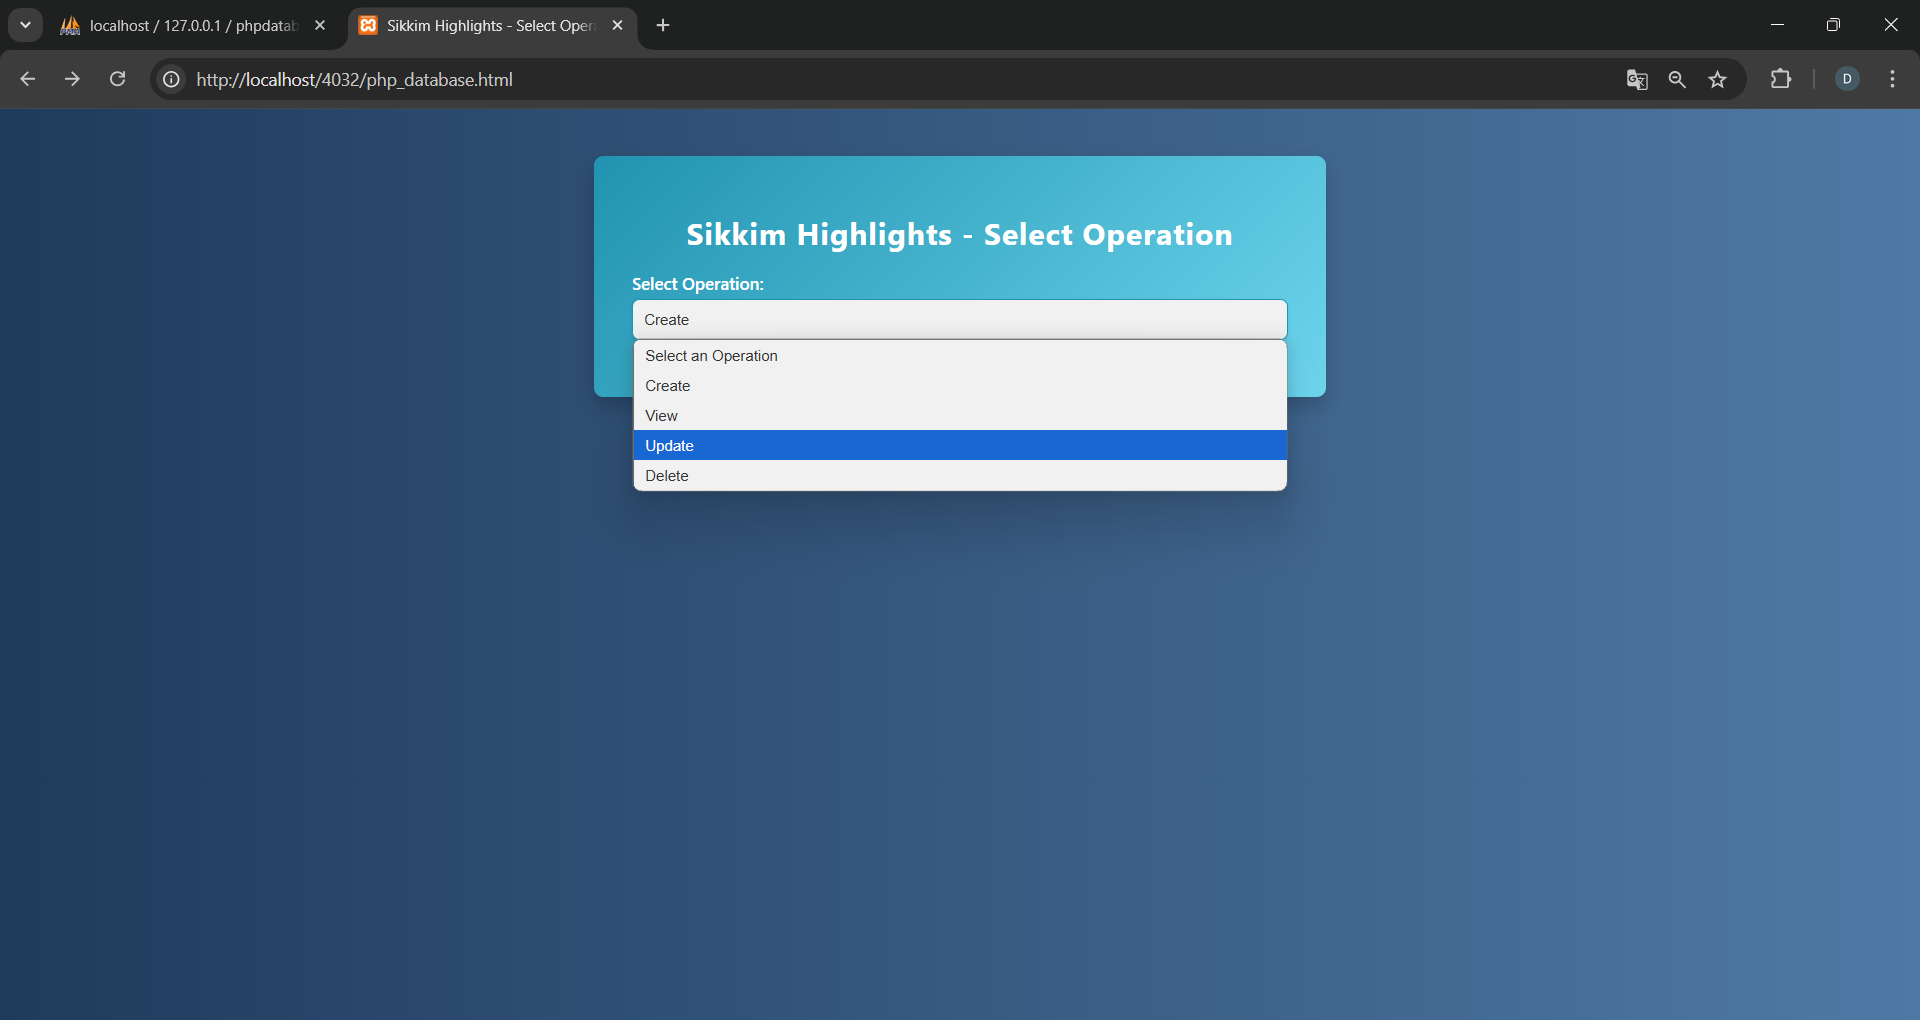 localhost / 127.0.0.1 / phpdatab
Sikkim Highlights - Select Oper
http://localhost/4032/php_database.html
D
Sikkim Highlights - Select Operation
Select Operation:
Create
Select an Operation
Create
View
Update
Delete